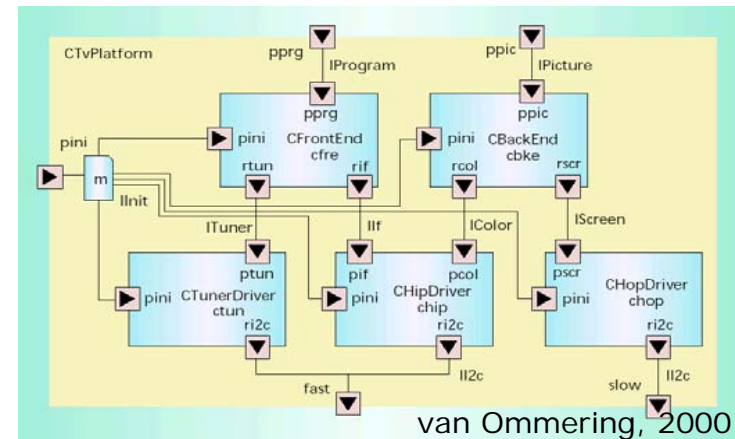 CTvPlatform
pprg
IProgram
ppic
IPicture
pprg
ppic
pini
pini
CFrontEnd
cfre
rtun
rif
pini
CBackEnd
cbke
rcol
rscr
m
IInit
ITuner
IIf
IColor
IScreen
ptun
pini
CTunerDriver
ctun
ri2c
pif
pcol
pini
CHipDriver
chip
ri2c
pscr
pini
CHopDriver
chop
ri2c
fast
II2c
slow
II2c
van Ommering, 2000